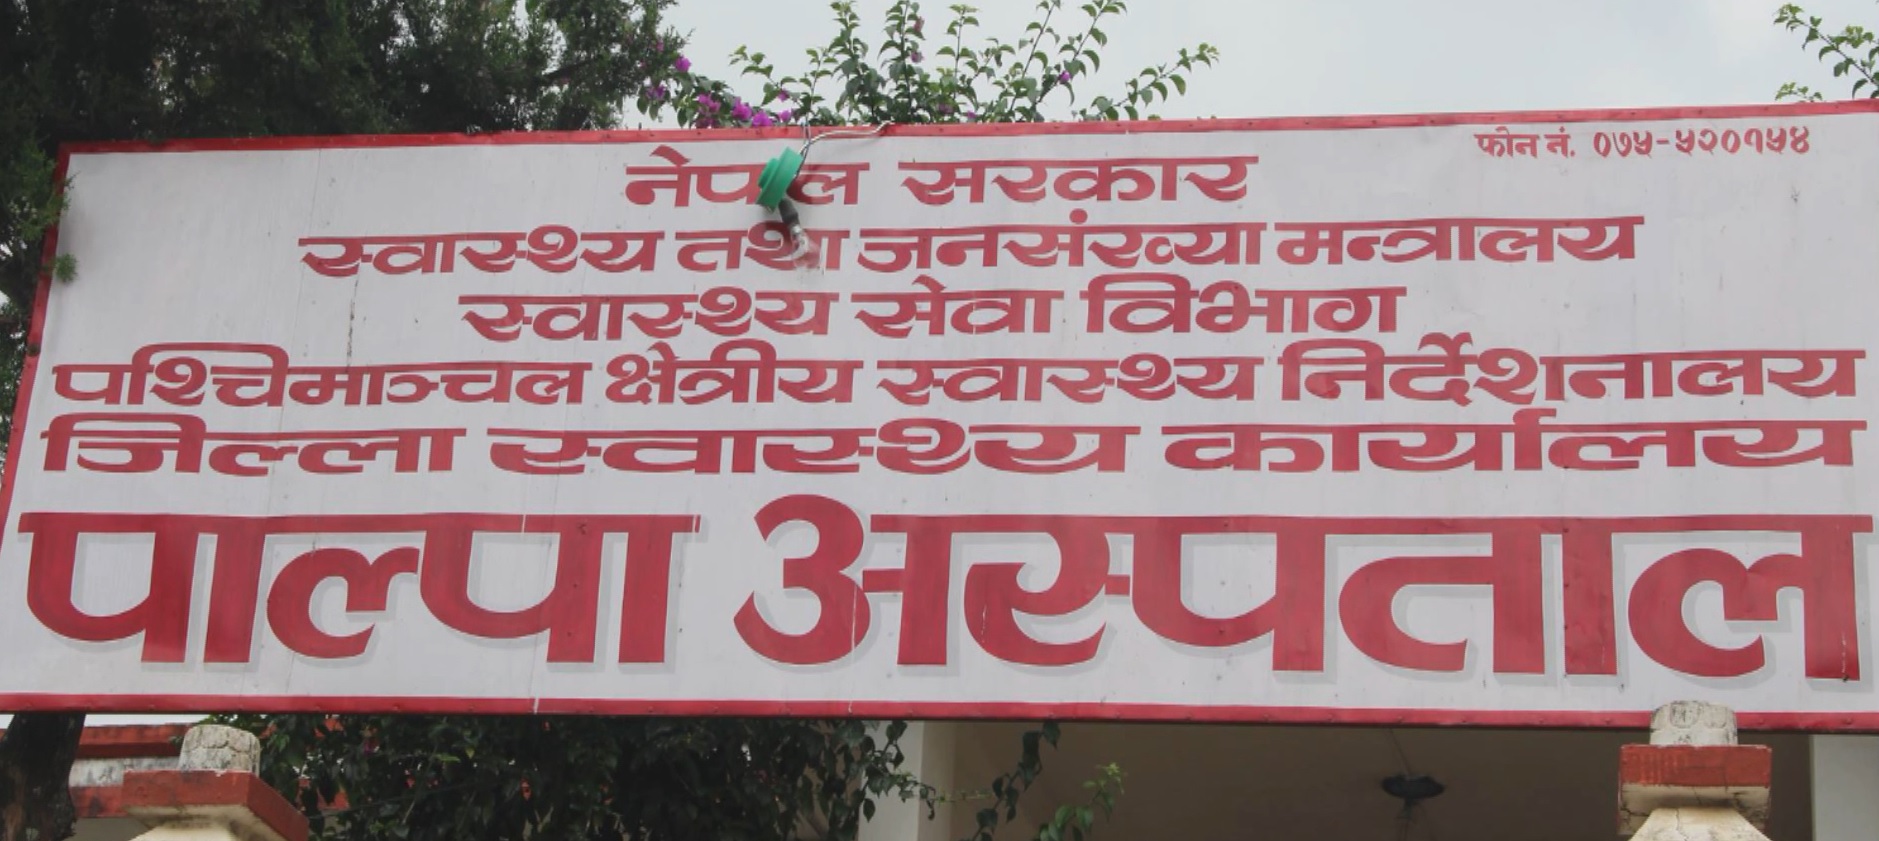 फोन नं. ०७५-५२०१५४
नेपाल सरकार
स्वास्थ्य तथा जनसंख्या मन्त्रालय
स्वास्थ्य सेवा विभाग
पश्चिमाञ्चल क्षेत्रीय स्वास्थ्य निर्देशनालय
जिल्ला स्वास्थ्य कार्यालय
पाल्पा अस्पताल